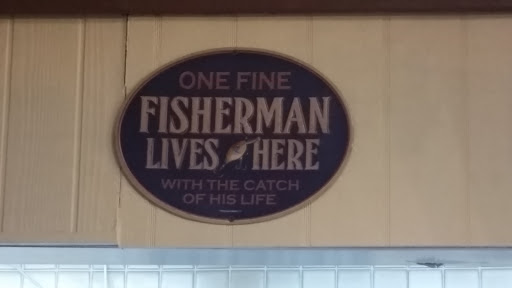 ONE FINE
FISHERMAN
LIVES HERE
WITH THE CATCH
OF HIS LIFE